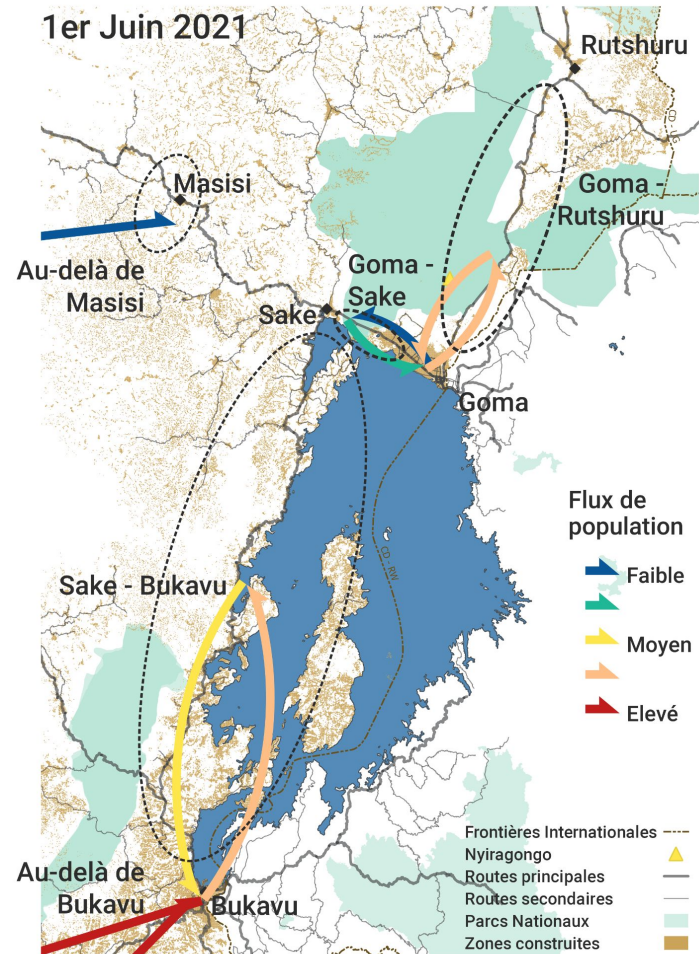 1er Juin 2021
Rutshuru
Masisi
Goma -
Rutshuru
Au-delà de
Masisi
Goma -
Sake
Sake
Goma
Flux de
population
Faible
Sake - Bukavu
Moyen
Elevé
CD - RW
Au-delà de
Bukavu
Bukavu
Frontières Internationales
Nyiragongo
Routes principales
Routes secondaires
Parcs Nationaux
Zones construites